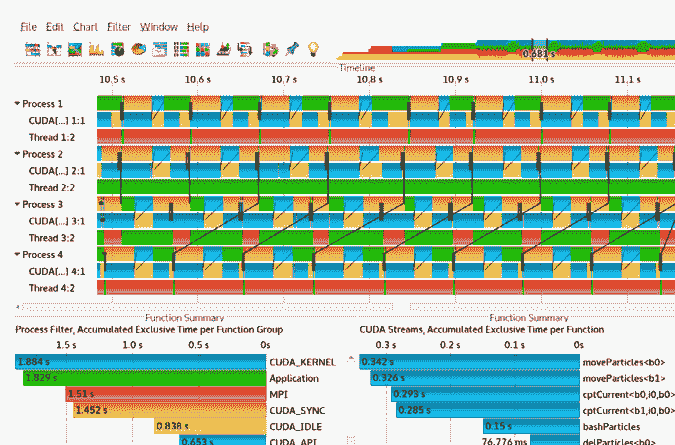 File Edit Chart Filter Window Help
0.681 s
Timeline
10,5 s 10,6 s 10,7 s 10,8 s 10,9 s 11,0 s 11,1 s
Process 1
CUDA[...] 1:1
Thread 1:2
Process 2
CUDA[...] 2:1
Thread 2:2
Process 3
CUDA[...] 3:1
Thread 3:2
Process 4
CUDA[...] 4:1
Thread 4:2
Function Summary
Process Filter, Accumulated Exclusive Time per Function Group
1.5 s 1.0 s 0.5 s 0s
1.884 s CUDA_KERNEL
1.829 s Application
1.51 s MPI
1.452 s CUDA_SYNC
0.838 s CUDA_IDLE
0.653 s CUDA_API
Function Summary
CUDA Streams, Accumulated Exclusive Time per Function
0.3 s 0.2 s 0.1 s 0s
0.342 s moveParticles<b0>
0.326 s moveParticles<b1>
0.293 s cptCurrent<b0,i0,b0>
0.285 s cptCurrent<b1,i0,b0>
0.15 s bashParticles
76.776 ms delParticles<b0>